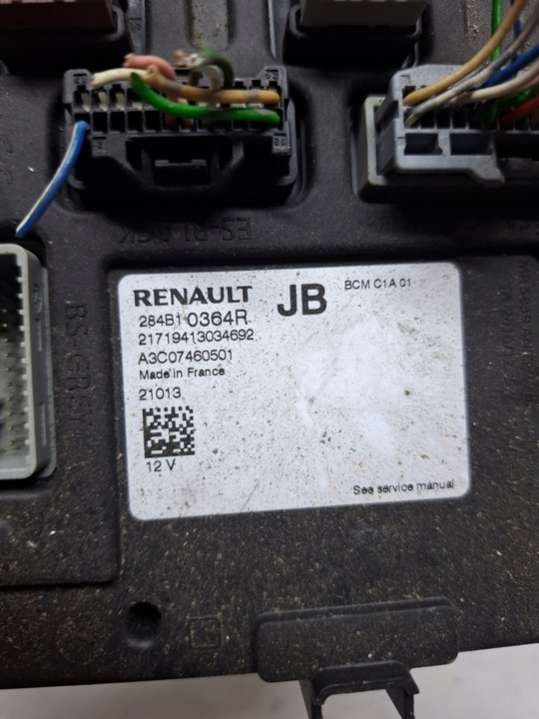 RENAULT JB BCM C1A 01
284B1 0364R
21719413034692
A3C07460501
Made in France
21013
12 V
See service manual